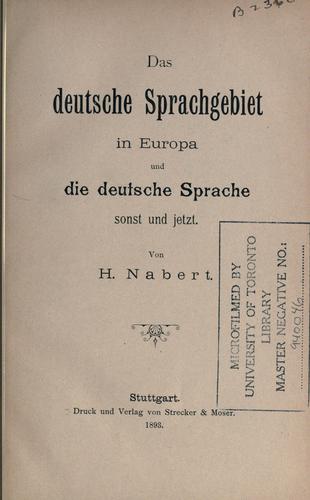 Das
deutsche Sprachgebiet
in Europa
und
die deutsche Sprache
sonst und jetzt.
Von
H. Nabert.
Stuttgart.
Druck und Verlag von Strecker & Moser.
1893.
MICROFILMED BY
UNIVERSITY OF TORONTO
LIBRARY
MASTER NEGATIVE NO.:
940046